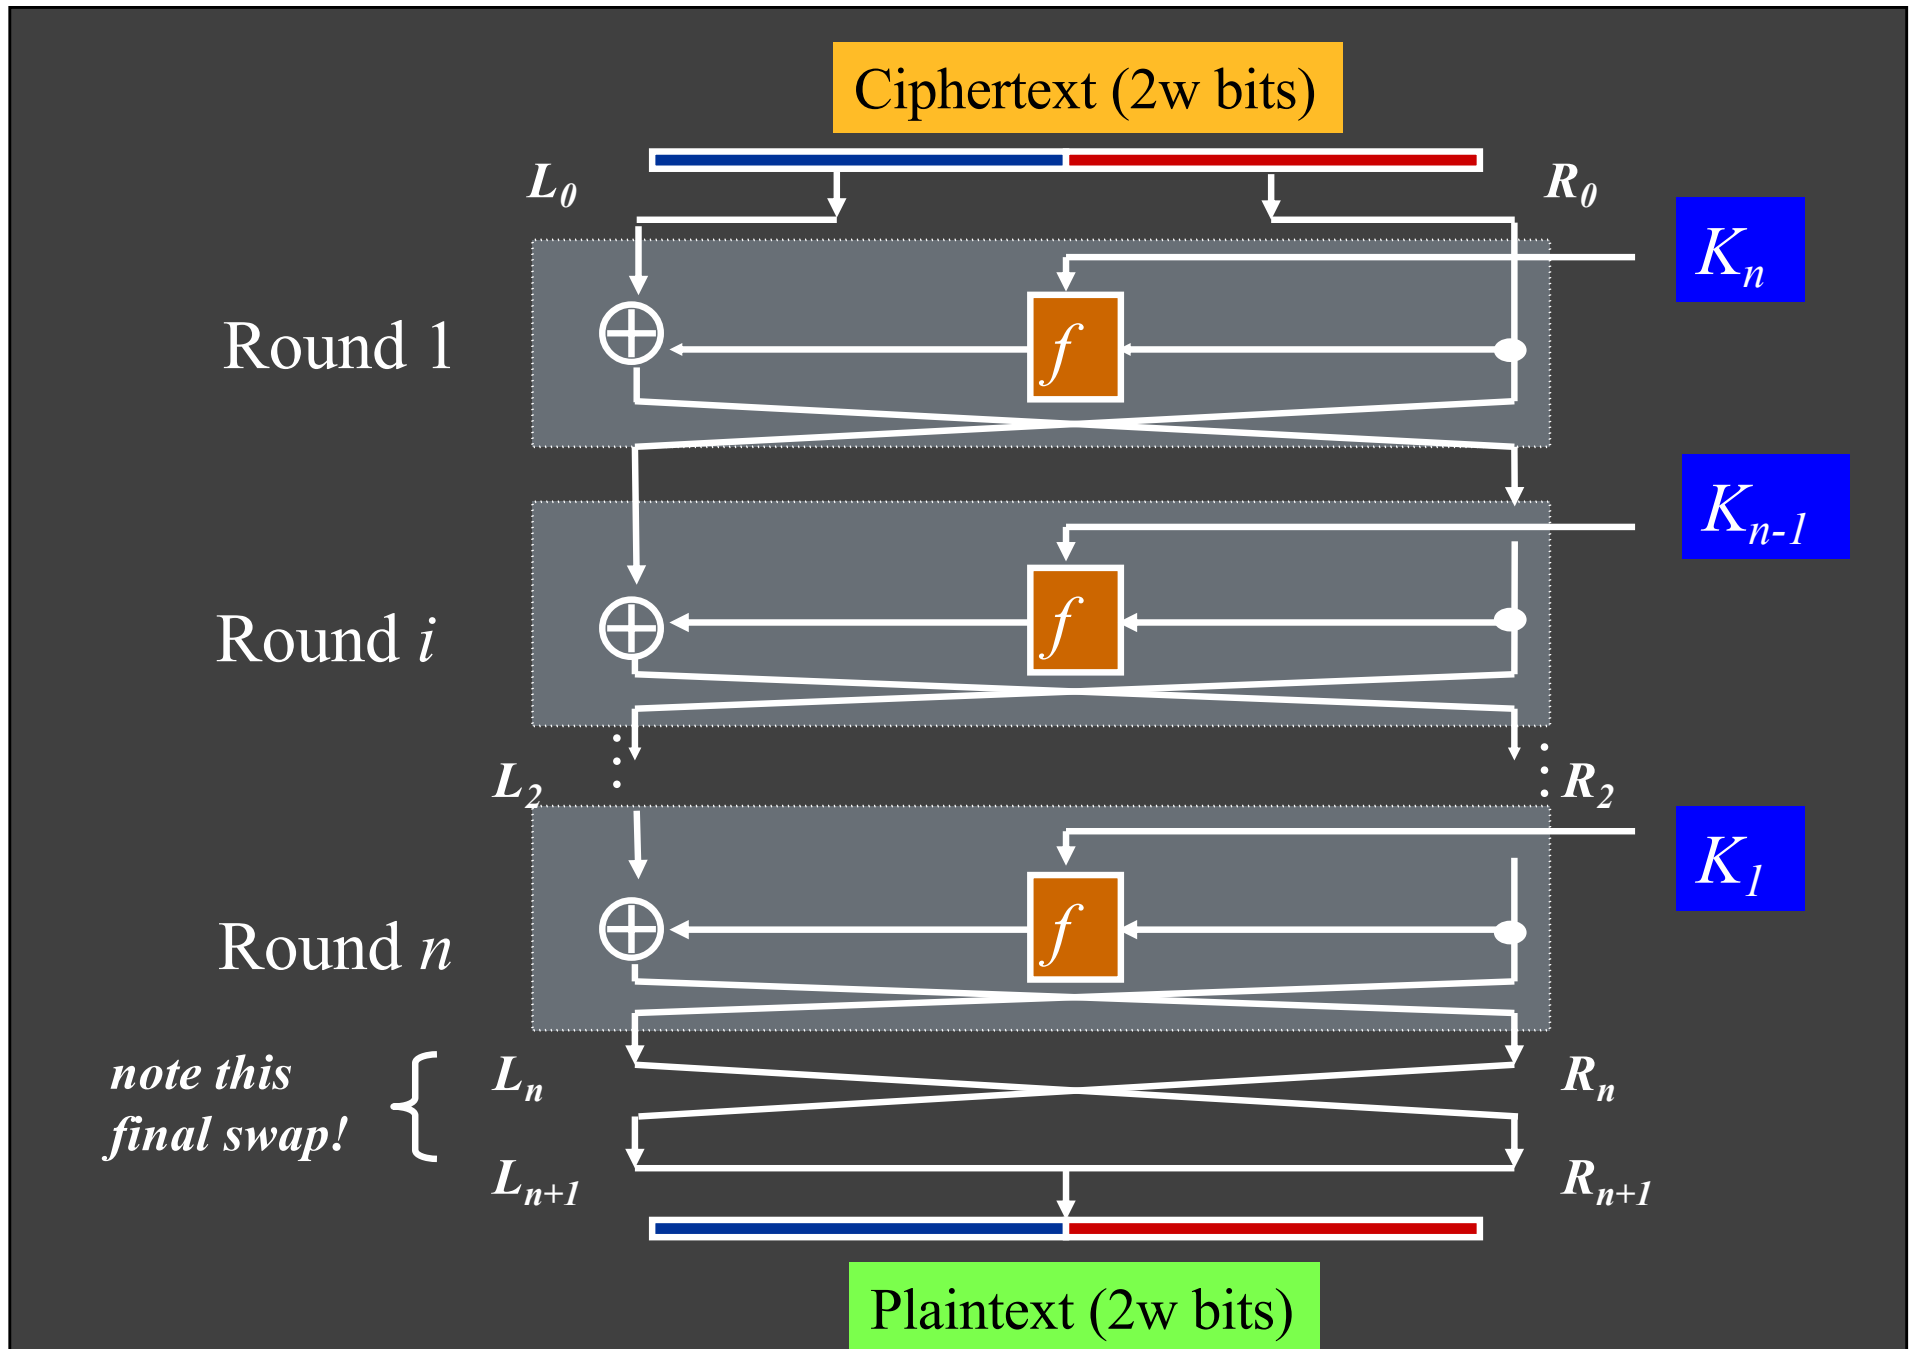 Ciphertext (2w bits)
L0
R0
Kn
Round 1
f
Kn-1
Round i
f
L2
R2
K1
Round n
f
note this
final swap!
Ln
Rn
Ln+1
Rn+1
Plaintext (2w bits)